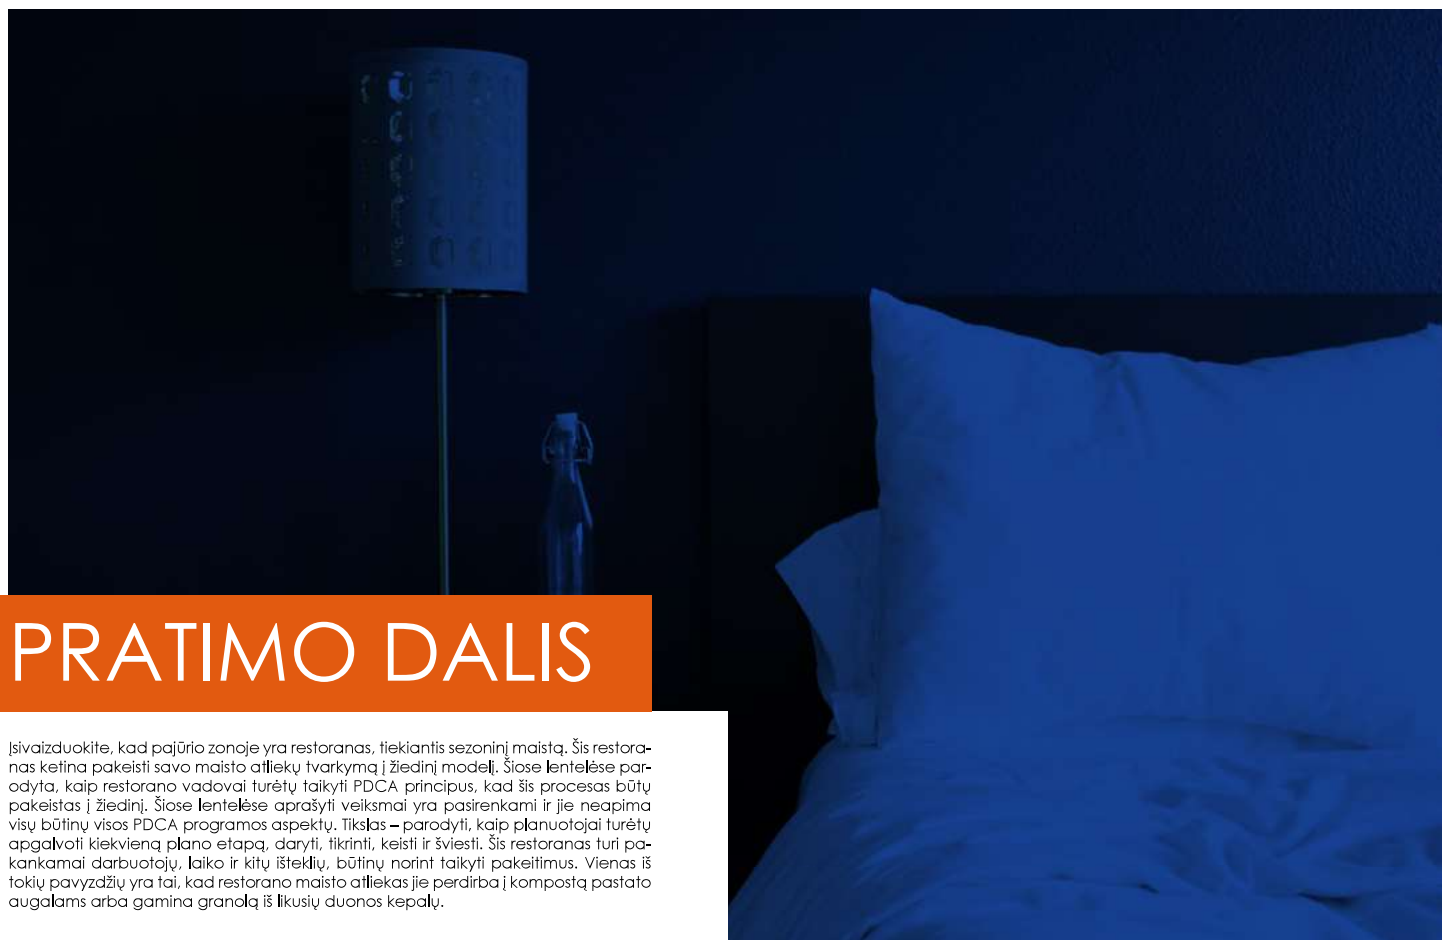 PRATIMO DALIS
Įsivaizduokite, kad pajūrio zonoje yra restoranas, tiekiantis sezoninį maistą. Šis restora-
nas ketina pakeisti savo maisto atliekų tvarkymą į žiedinį modelį. Šiose lentelėse par-
odyta, kaip restorano vadovai turėtų taikyti PDCA principus, kad šis procesas būtų
pakeistas į žiedinį. Šiose lentelėse aprašyti veiksmai yra pasirenkami ir jie neapima
visų būtinų visos PDCA programos aspektų. Tikslas – parodyti, kaip planuotojai turėtų
apgalvoti kiekvieną plano etapą, daryti, tikrinti, keisti ir šviesti. Šis restoranas turi pa-
kankamai darbuotojų, laiko ir kitų išteklių, būtinų norint taikyti pakeitimus. Vienas iš
tokių pavyzdžių yra tai, kad restorano maisto atliekas jie perdirba į kompostą pastato
augalams arba gamina granolą iš likusių duonos kepalų.